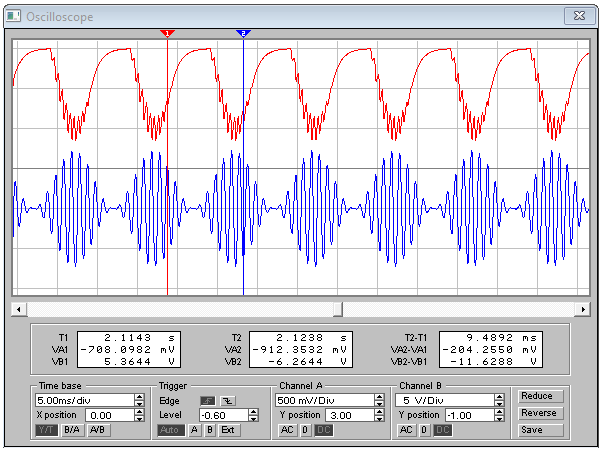 Oscilloscope
1 2
T1 2.1143 s T2 2.1238 s T2-T1 9.4892 ms
VA1 -708.0982 mV VA2 -912.3532 mV VA2-VA1 -204.2550 mV
VB1 5.3644 V VB2 -6.2644 V VB2-VB1 -11.6288 V
Time base Trigger Channel A Channel B
5.00ms/div Edge 500 mV/Div 5 V/Div Reduce
X position 0.00 Level -0.60 Y position 3.00 Y position -1.00 Reverse
Y/T B/A A/B Auto A B Ext AC 0 DC AC 0 DC Save